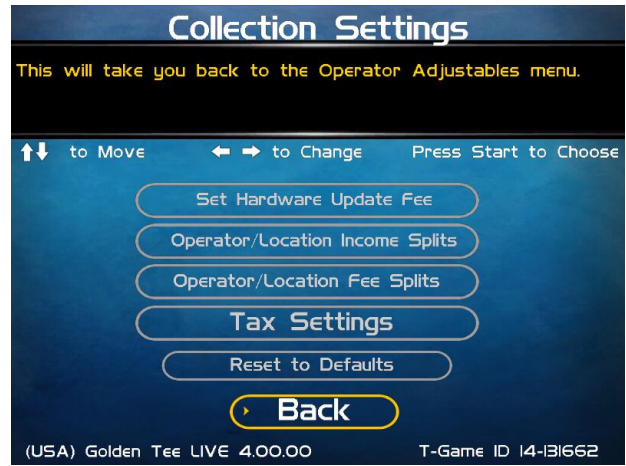 Collection Settings
This will take you back to the Operator Adjustables menu.
to Move to Change Press Start to Choose
Set Hardware Update Fee
Operator/Location Income Splits
Operator/Location Fee Splits
Tax Settings
Reset to Defaults
Back
(USA) Golden Tee LIVE 4.00.00 T-Game ID 14-131662